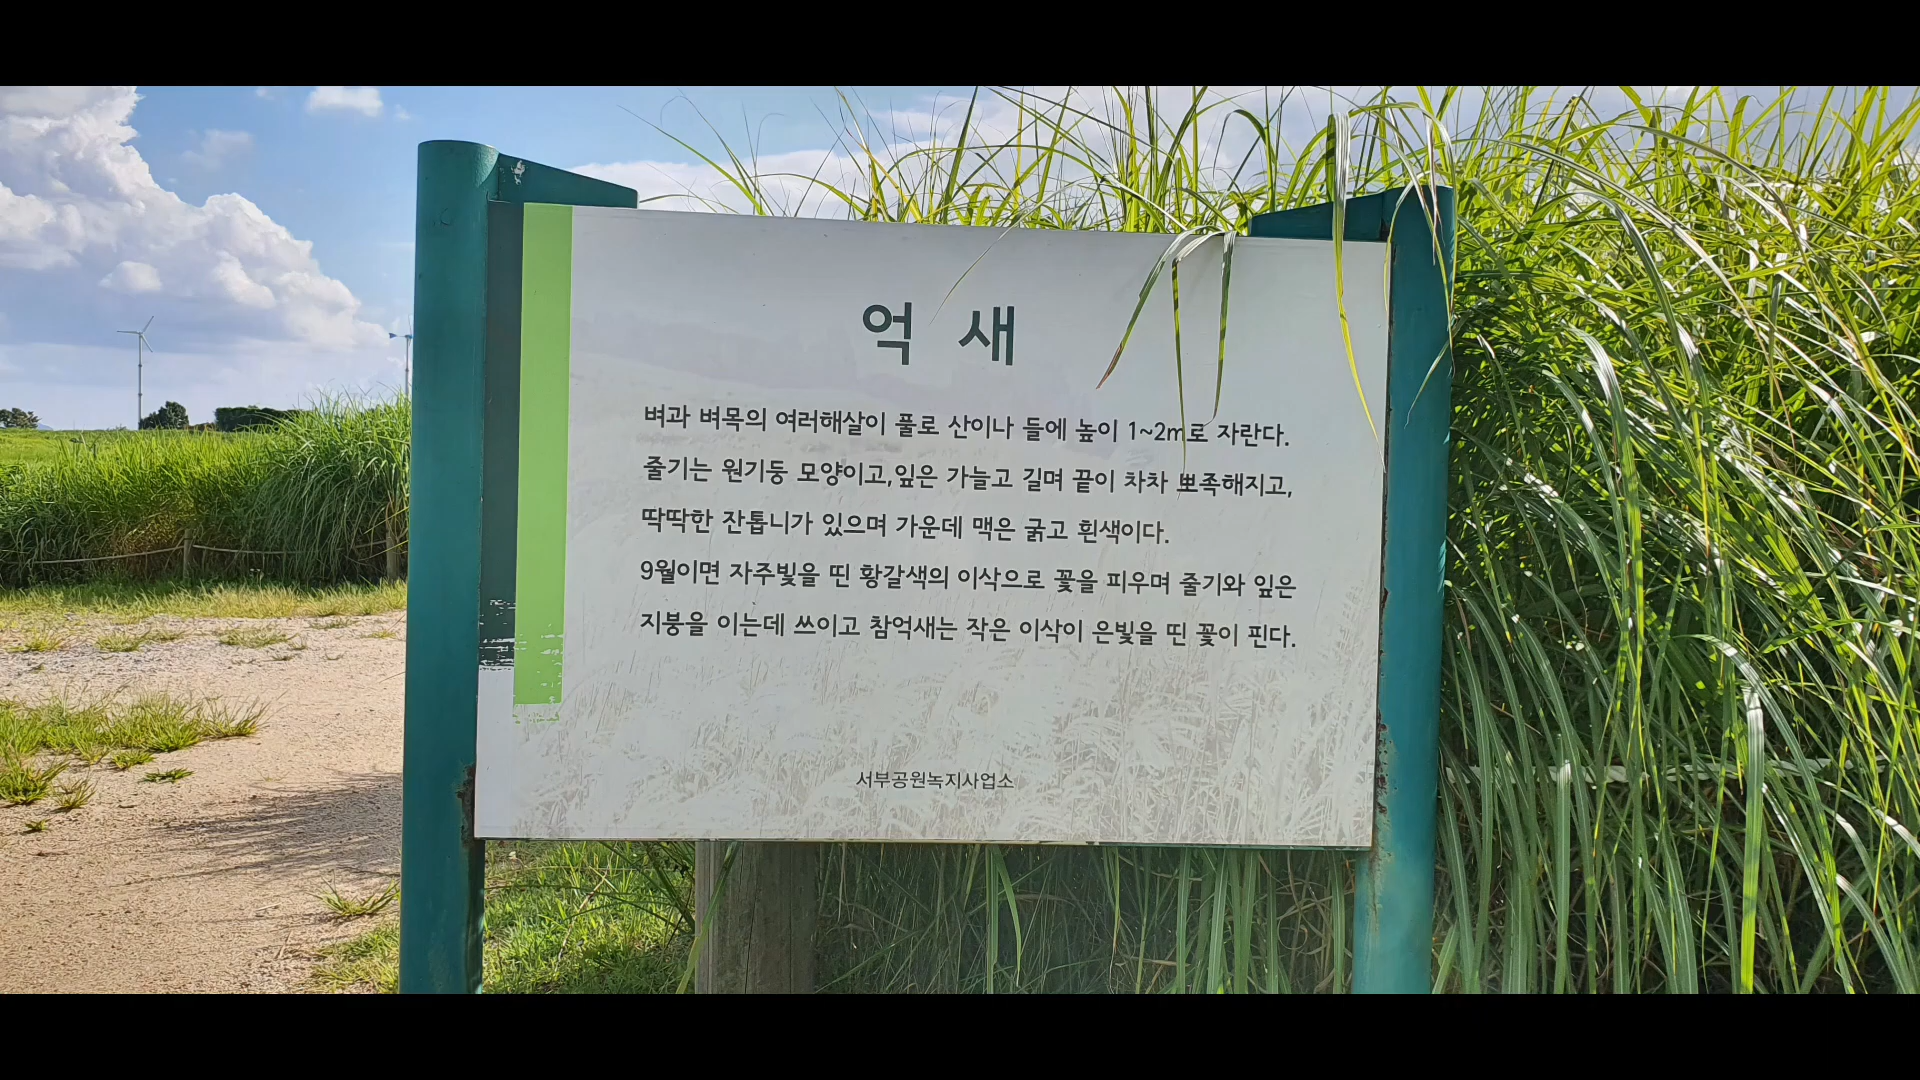 억 새
벼과 벼목의 여러해살이 풀로 산이나 들에 높이 1~2m로 자란다.
줄기는 원기둥 모양이고,잎은 가늘고 길며 끝이 차차 뾰족해지고,
딱딱한 잔톱니가 있으며 가운데 맥은 굵고 흰색이다.
9월이면 자주빛을 띤 황갈색의 이삭으로 꽃을 피우며 줄기와 잎은
지붕을 이는데 쓰이고 참억새는 작은 이삭이 은빛을 띤 꽃이 핀다.
서부공원녹지사업소